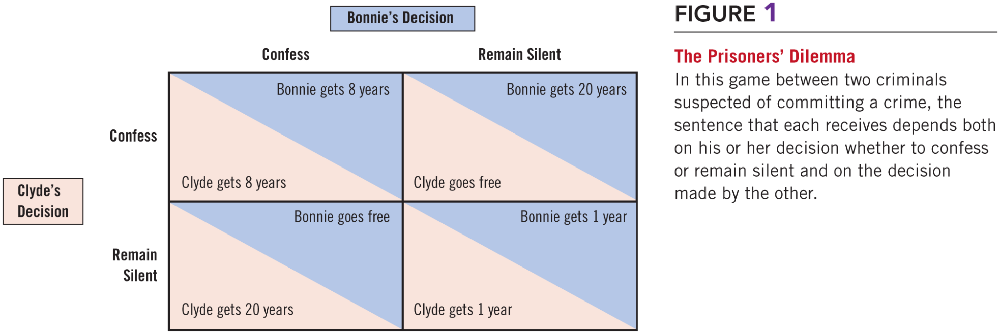 Bonnie’s Decision
Confess
Remain Silent
Bonnie gets 8 years
Bonnie gets 20 years
Confess
Clyde gets 8 years
Clyde goes free
Clyde’s
Decision
Bonnie goes free
Bonnie gets 1 year
Remain
Silent
Clyde gets 20 years
Clyde gets 1 year
FIGURE 1
The Prisoners’ Dilemma
In this game between two criminals
suspected of committing a crime, the
sentence that each receives depends both
on his or her decision whether to confess
or remain silent and on the decision
made by the other.